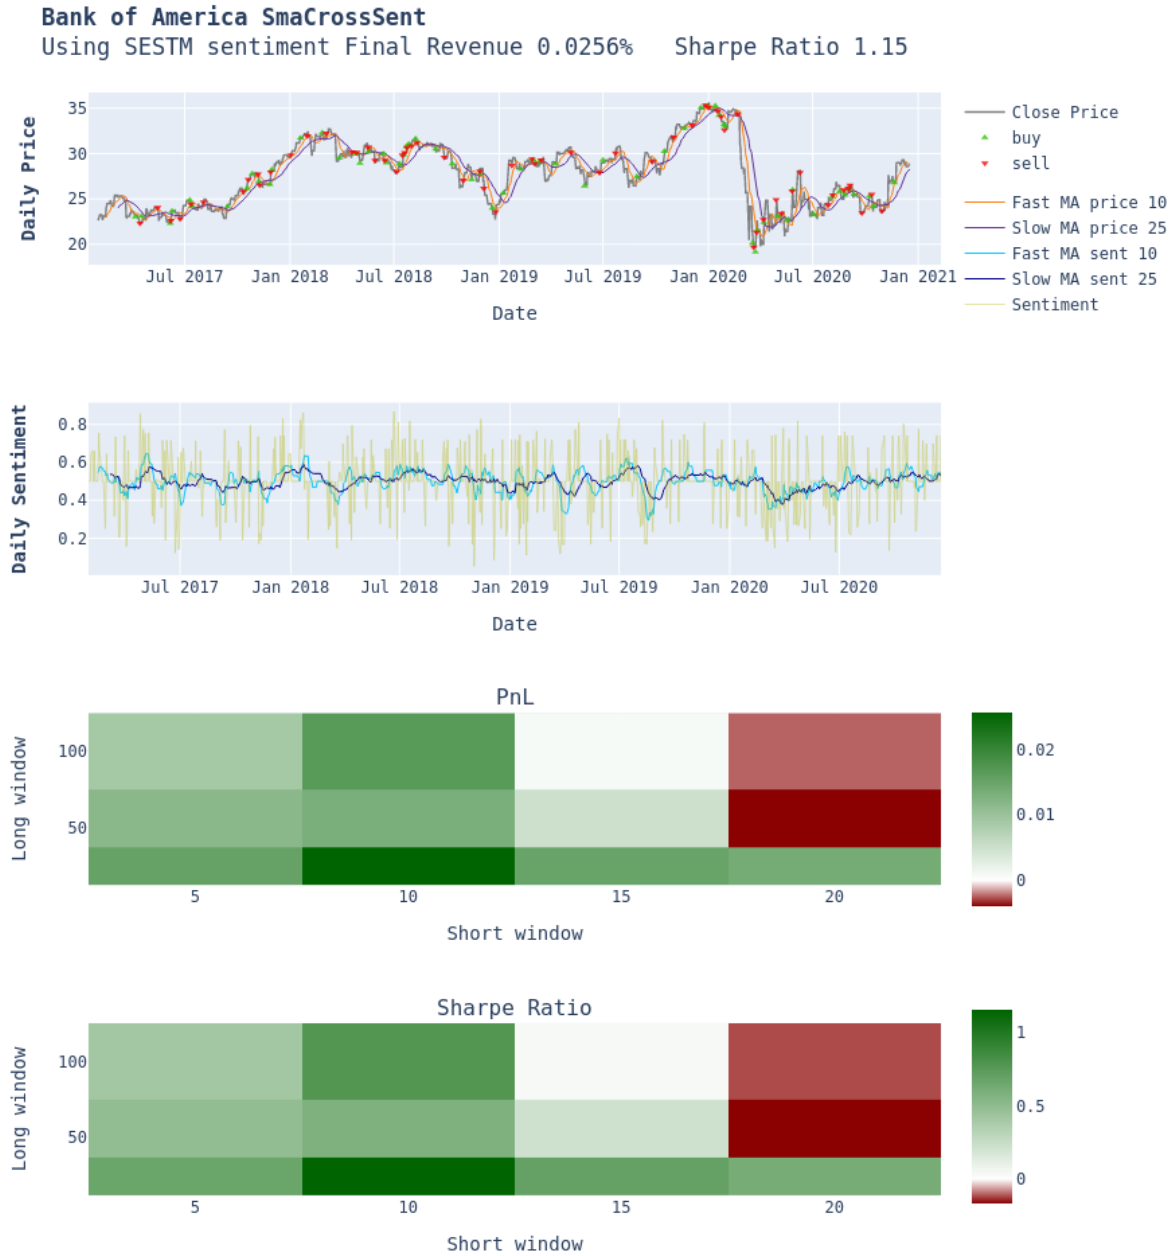 Bank of America SmaCrossSent
Using SESTM sentiment Final Revenue 0.0256% Sharpe Ratio 1.15
Daily Price
35
30
25
20
Jul 2017 Jan 2018 Jul 2018 Jan 2019 Jul 2019 Jan 2020 Jul 2020 Jan 2021
Date
Close Price
buy
sell
Fast MA price 10
Slow MA price 25
Fast MA sent 10
Slow MA sent 25
Sentiment
Daily Sentiment
0.8
0.6
0.4
0.2
Jul 2017 Jan 2018 Jul 2018 Jan 2019 Jul 2019 Jan 2020 Jul 2020
Date
PnL
Long window
100
50
5 10 15 20
Short window
0.02
0.01
0
Sharpe Ratio
Long window
100
50
5 10 15 20
Short window
1
0.5
0